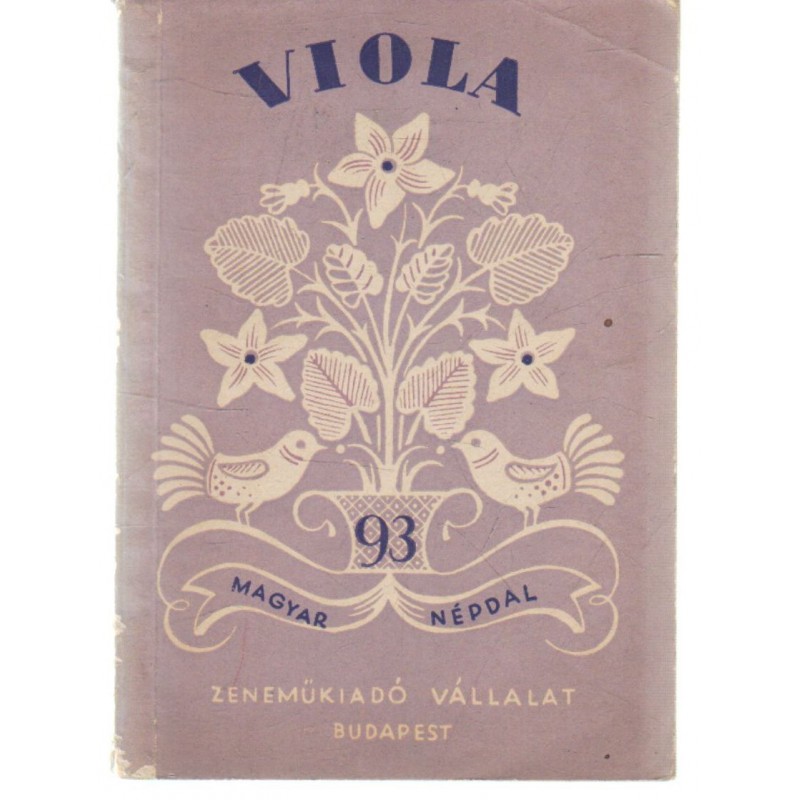 VIOLA
93
MAGYAR NÉPDAL
ZENEMŰKIADÓ VÁLLALAT
BUDAPEST